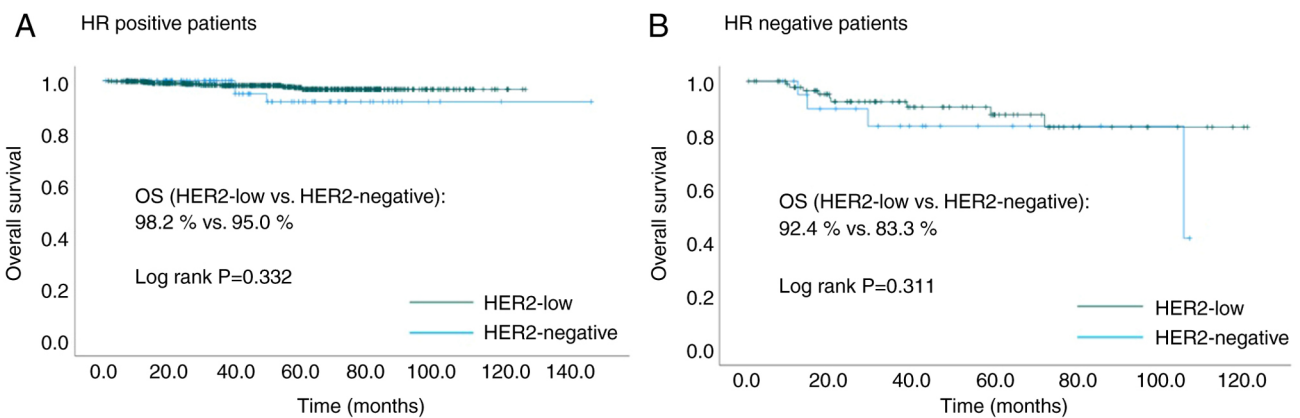 A
HR positive patients
Overall survival
1.0
0.8
0.6
0.4
0.2
0.0
OS (HER2-low vs. HER2-negative):
98.2 % vs. 95.0 %
Log rank P=0.332
HER2-low
HER2-negative
0.0 20.0 40.0 60.0 80.0 100.0 120.0 140.0
Time (months)
B
HR negative patients
Overall survival
1.0
0.8
0.6
0.4
0.2
0.0
OS (HER2-low vs. HER2-negative):
92.4 % vs. 83.3 %
Log rank P=0.311
HER2-low
HER2-negative
0.0 20.0 40.0 60.0 80.0 100.0 120.0
Time (months)